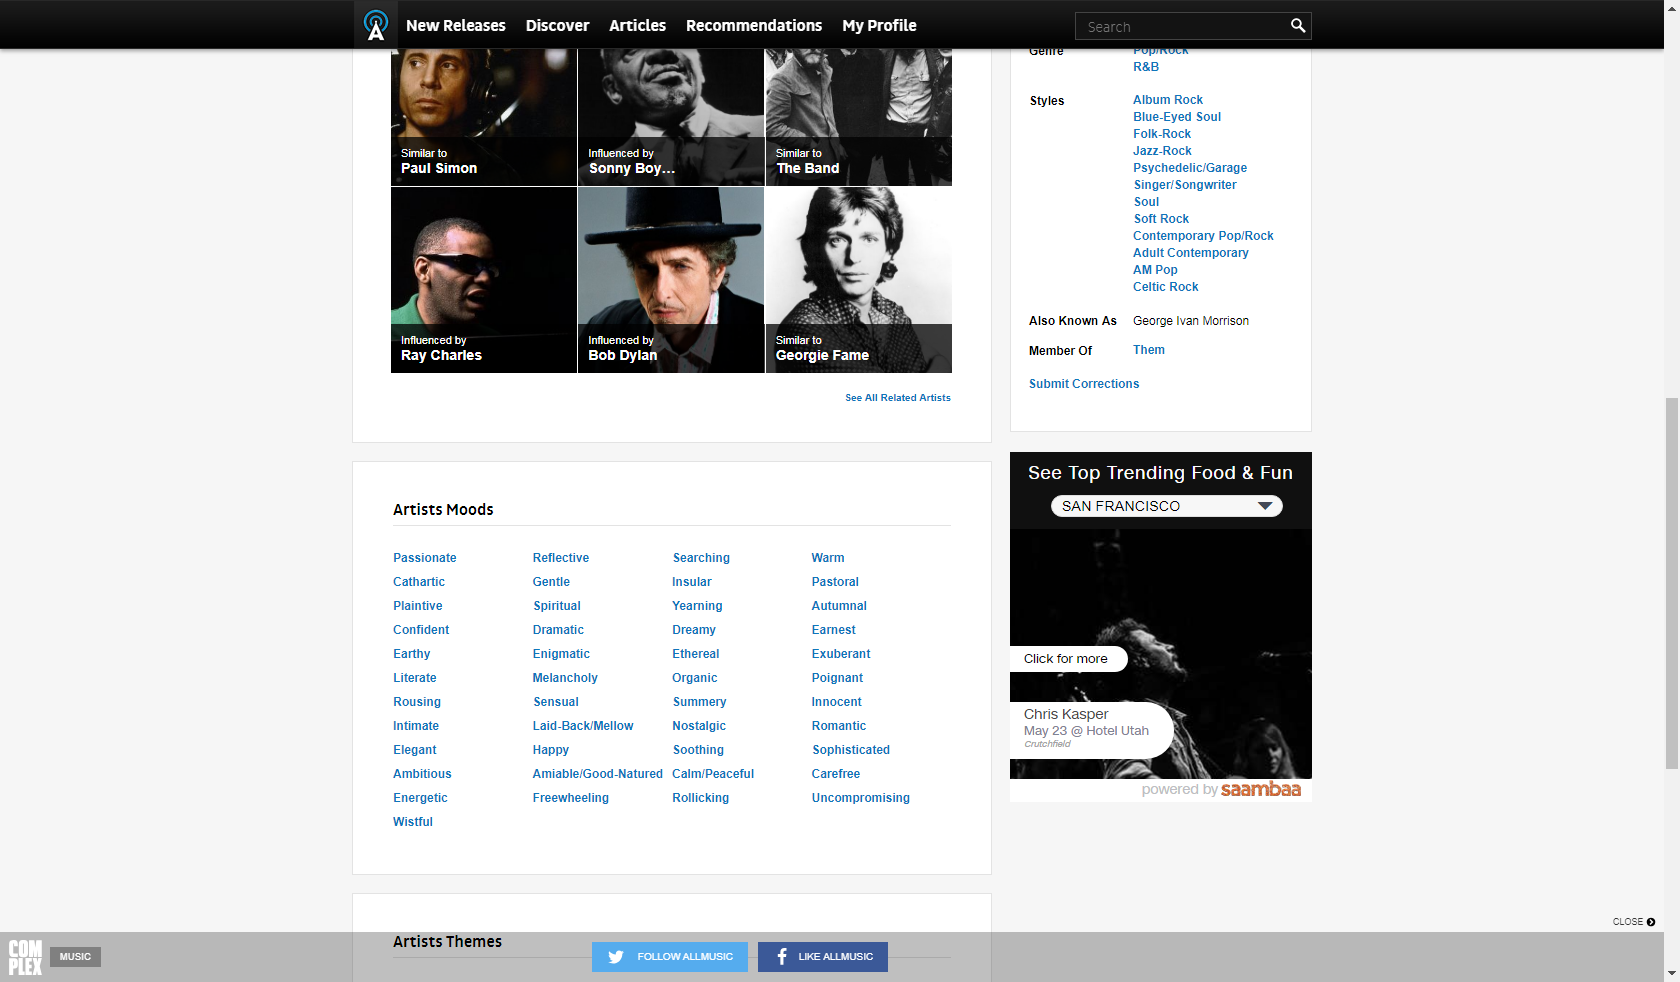 New Releases Discover Articles Recommendations My Profile Search
Similar to
Paul Simon
Influenced by
Sonny Boy...
Similar to
The Band
Influenced by
Ray Charles
Influenced by
Bob Dylan
Similar to
Georgie Fame
See All Related Artists
Genre Pop/Rock
R&B
Styles Album Rock
Blue-Eyed Soul
Folk-Rock
Jazz-Rock
Psychedelic/Garage
Singer/Songwriter
Soul
Soft Rock
Contemporary Pop/Rock
Adult Contemporary
AM Pop
Celtic Rock
Also Known As George Ivan Morrison
Member Of Them
Submit Corrections
Artists Moods
Passionate Reflective Searching Warm
Cathartic Gentle Insular Pastoral
Plaintive Spiritual Yearning Autumnal
Confident Dramatic Dreamy Earnest
Earthy Enigmatic Ethereal Exuberant
Literate Melancholy Organic Poignant
Rousing Sensual Summery Innocent
Intimate Laid-Back/Mellow Nostalgic Romantic
Elegant Happy Soothing Sophisticated
Ambitious Amiable/Good-Natured Calm/Peaceful Carefree
Energetic Freewheeling Rollicking Uncompromising
Wistful
See Top Trending Food & Fun
SAN FRANCISCO
Click for more
Chris Kasper
May 23 @ Hotel Utah
Crutchfield
powered by saambaa
Artists Themes
CLOSE
COM
PLEX
MUSIC
FOLLOW ALLMUSIC
LIKE ALLMUSIC